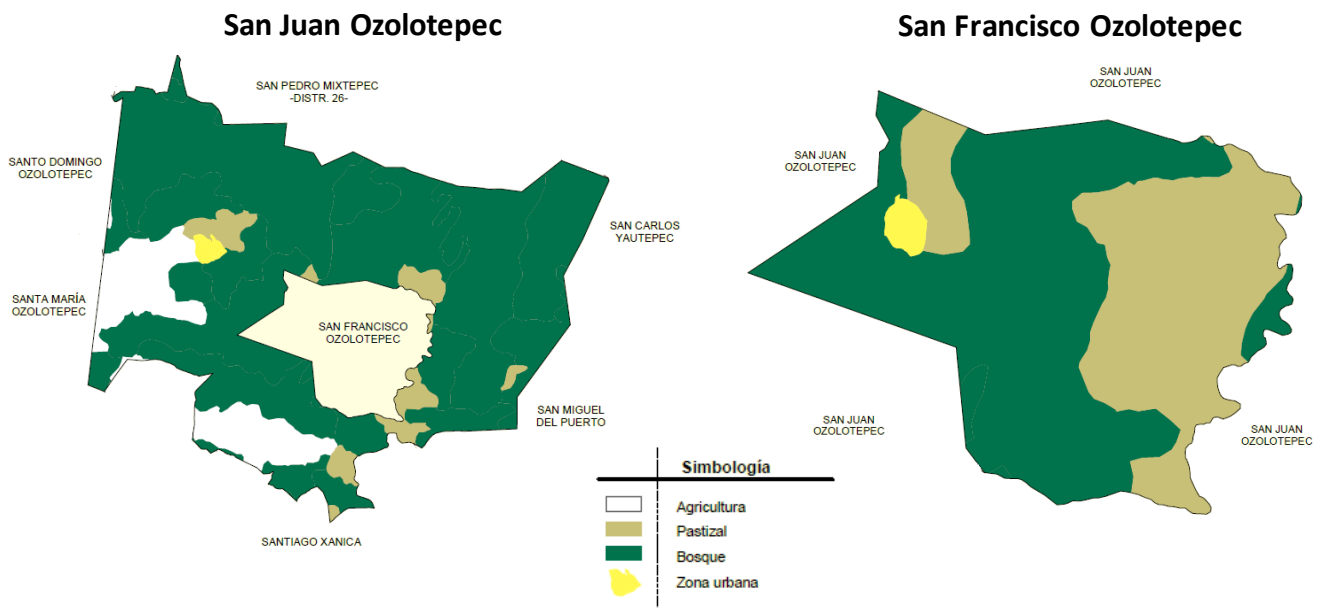 San Juan Ozolotepec
SAN PEDRO MIXTEPEC
-DISTR. 26-
SANTO DOMINGO
OZOLOTEPEC
SAN CARLOS
YAUTEPEC
SANTA MARÍA
OZOLOTEPEC
SAN FRANCISCO
OZOLOTEPEC
SAN MIGUEL
DEL PUERTO
SANTIAGO XANICA
San Francisco Ozolotepec
SAN JUAN
OZOLOTEPEC
SAN JUAN
OZOLOTEPEC
SAN JUAN
OZOLOTEPEC
SAN JUAN
OZOLOTEPEC
Simbología
Agricultura
Pastizal
Bosque
Zona urbana